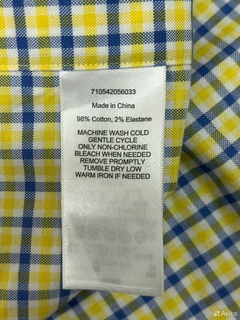 710542056033
Made in China
98% Cotton, 2% Elastane
MACHINE WASH COLD
GENTLE CYCLE
ONLY NON-CHLORINE
BLEACH WHEN NEEDED
REMOVE PROMPTLY
TUMBLE DRY LOW
WARM IRON IF NEEDED
Avito